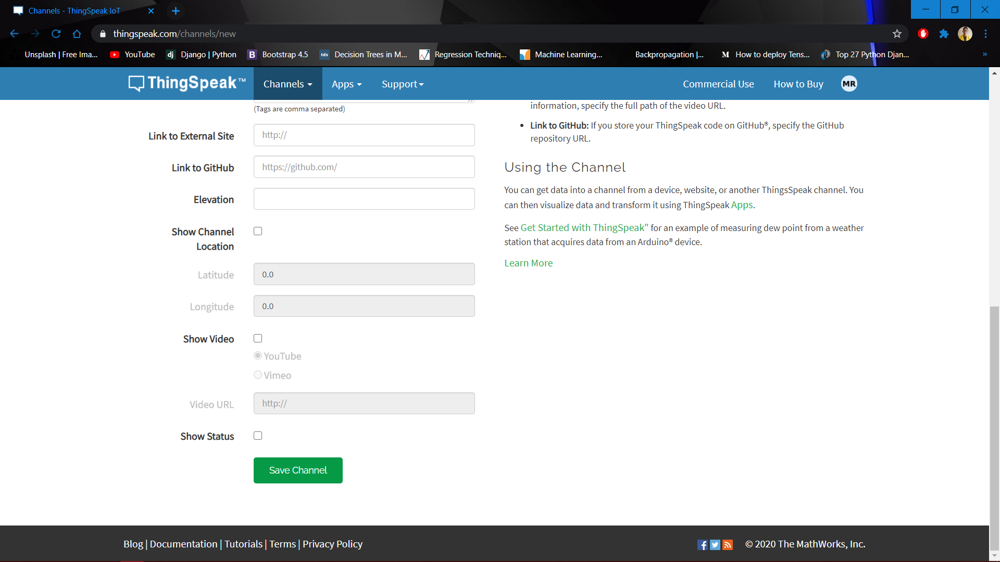 Channels - ThingSpeak IoT
thingspeak.com/channels/new
Unsplash | Free Ima...
YouTube
dj Django | Python
B Bootstrap 4.5
tds Decision Trees in M...
Regression Techniq...
Machine Learning...
Backpropagation |...
M How to deploy Tens...
Top 27 Python Djan...
»
ThingSpeak™
Channels
Apps
Support
Commercial Use
How to Buy
MR
(Tags are comma separated)
Link to External Site
http://
Link to GitHub
https://github.com/
Elevation
Show Channel
Location
Latitude
0.0
Longitude
0.0
Show Video
YouTube
Vimeo
Video URL
http://
Show Status
Save Channel
information, specify the full path of the video URL.
• Link to GitHub: If you store your ThingSpeak code on GitHub®, specify the GitHub
repository URL.
Using the Channel
You can get data into a channel from a device, website, or another ThingsSpeak channel. You
can then visualize data and transform it using ThingSpeak Apps.
See Get Started with ThingSpeak" for an example of measuring dew point from a weather
station that acquires data from an Arduino® device.
Learn More
Blog | Documentation | Tutorials | Terms | Privacy Policy
© 2020 The MathWorks, Inc.